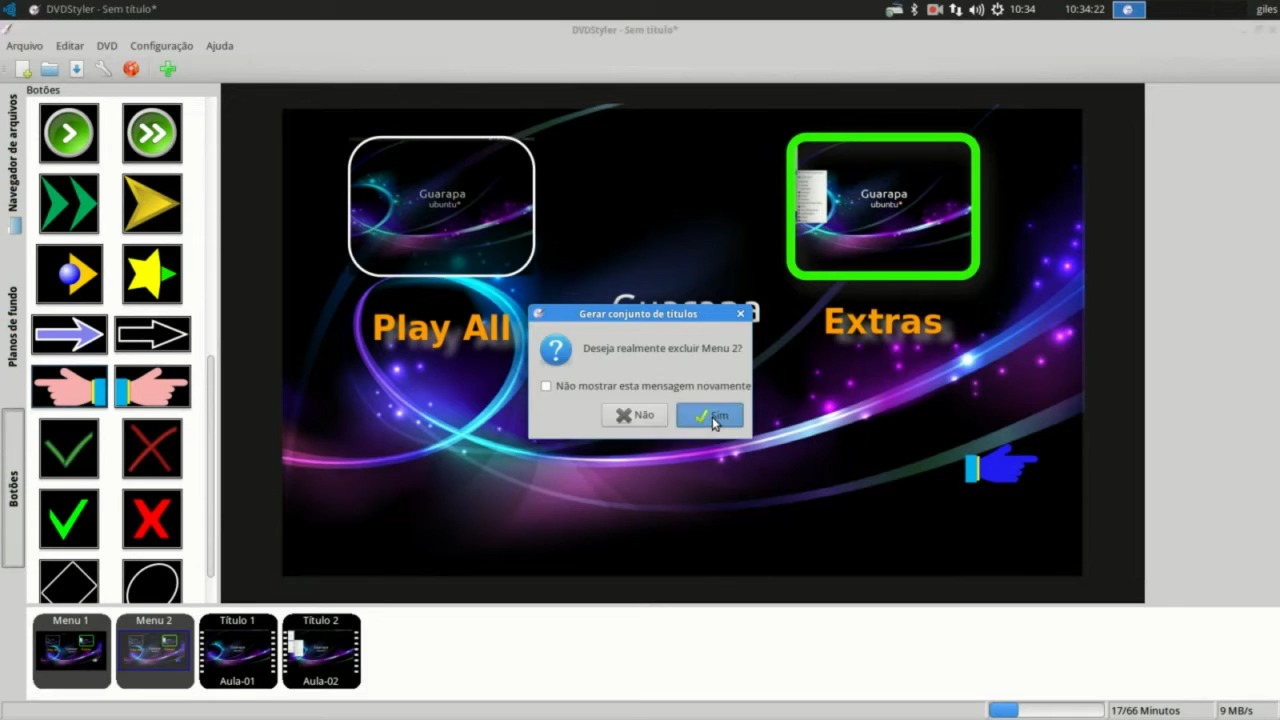 DVDStyler - Sem título*
10:34
10:34:22
giles
DVDStyler - Sem título*
Arquivo Editar DVD Configuração Ajuda
Navegador de arquivos
Planos de fundo
Botões
Botões
Guarapa
ubuntu*
Guarapa
ubuntu*
Play All
Extras
Gerar conjunto de títulos
Deseja realmente excluir Menu 2?
Não mostrar esta mensagem novamente
Não
Sim
Menu 1
Menu 2
Título 1
Título 2
Aula-01
Aula-02
17/66 Minutos
9 MB/s